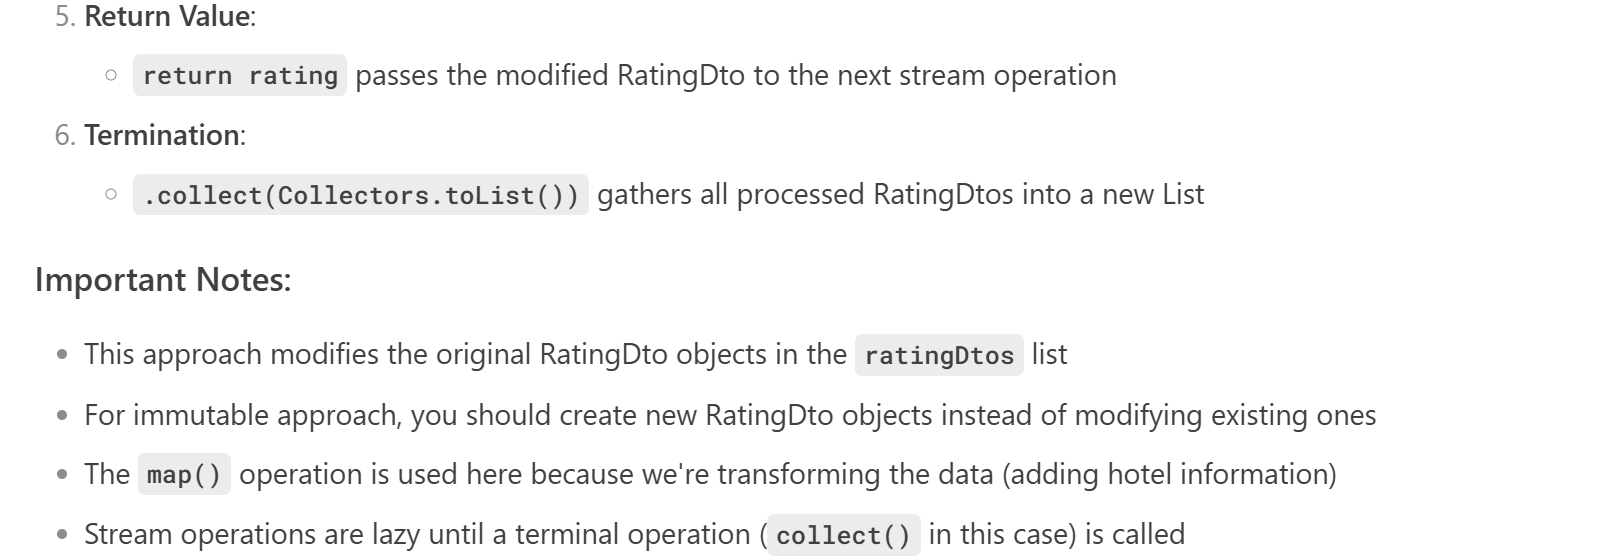 5. Return Value:
return rating passes the modified RatingDto to the next stream operation
6. Termination:
.collect(Collectors.toList()) gathers all processed RatingDtos into a new List
Important Notes:
This approach modifies the original RatingDto objects in the ratingDtos list
For immutable approach, you should create new RatingDto objects instead of modifying existing ones
The map() operation is used here because we're transforming the data (adding hotel information)
Stream operations are lazy until a terminal operation (collect() in this case) is called